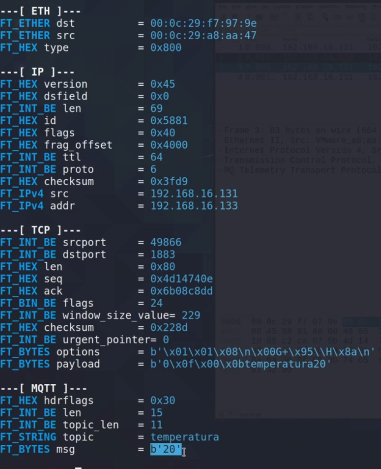 ---[ ETH ]---
FT_ETHER dst = 00:0c:29:f7:97:9e
FT_ETHER src = 00:0c:29:a8:aa:47
FT_HEX type = 0x800
---[ IP ]---
FT_HEX version = 0x45
FT_HEX dsfield = 0x0
FT_INT_BE len = 69
FT_HEX id = 0x5881
FT_HEX flags = 0x40
FT_HEX frag_offset = 0x4000
FT_INT_BE ttl = 64
FT_INT_BE proto = 6
FT_HEX checksum = 0x3fd9
FT_IPv4 src = 192.168.16.131
FT_IPv4 addr = 192.168.16.133
---[ TCP ]---
FT_INT_BE srcport = 49866
FT_INT_BE dstport = 1883
FT_HEX len = 0x80
FT_HEX seq = 0x4d14740e
FT_HEX ack = 0x6b08c8dd
FT_BIN_BE flags = 24
FT_INT_BE window_size_value= 229
FT_HEX checksum = 0x228d
FT_INT_BE urgent_pointer= 0
FT_BYTES options = b'\x01\x01\x08\n\x00G+\x95\\H\x8a\n'
FT_BYTES payload = b'0\x0f\x00\x0btemperatura20'
---[ MQTT ]---
FT_HEX hdrflags = 0x30
FT_INT_BE len = 15
FT_INT_BE topic_len = 11
FT_STRING topic = temperatura
FT_BYTES msg = b'20'